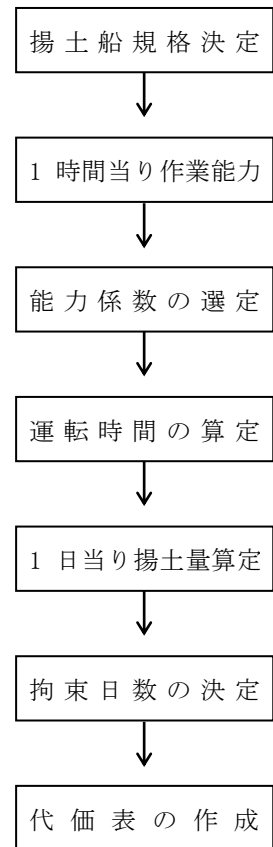 揚土船規格決定
1 時間当り作業能力
能力係数の選定
運転時間の算定
1 日当り揚土量算定
拘束日数の決定
代価表の作成